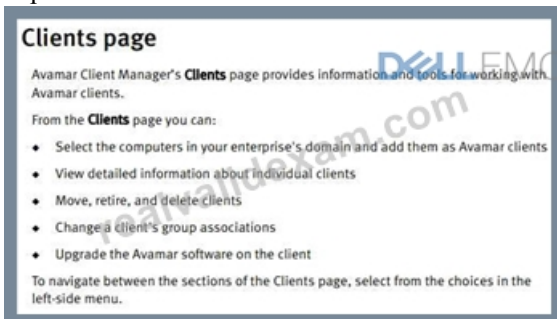 Clients page
DELL EMC
Avamar Client Manager's Clients page provides information and tools for working with
Avamar clients.
From the Clients page you can:
realvalidexam.com
◆ Select the computers in your enterprise's domain and add them as Avamar clients
◆ View detailed information about individual clients
◆ Move, retire, and delete clients
◆ Change a client's group associations
◆ Upgrade the Avamar software on the client
To navigate between the sections of the Clients page, select from the choices in the
left-side menu.